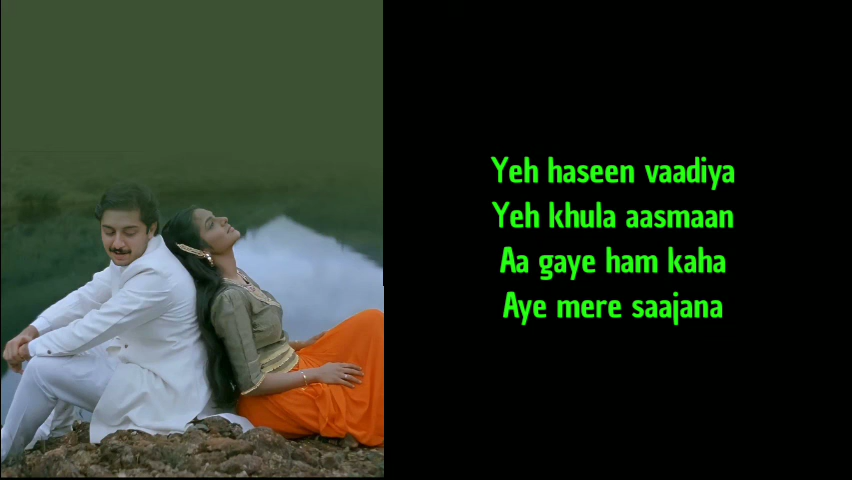 Yeh haseen vaadiya
Yeh khula aasmaan
Aa gaye ham kaha
Aye mere saajana